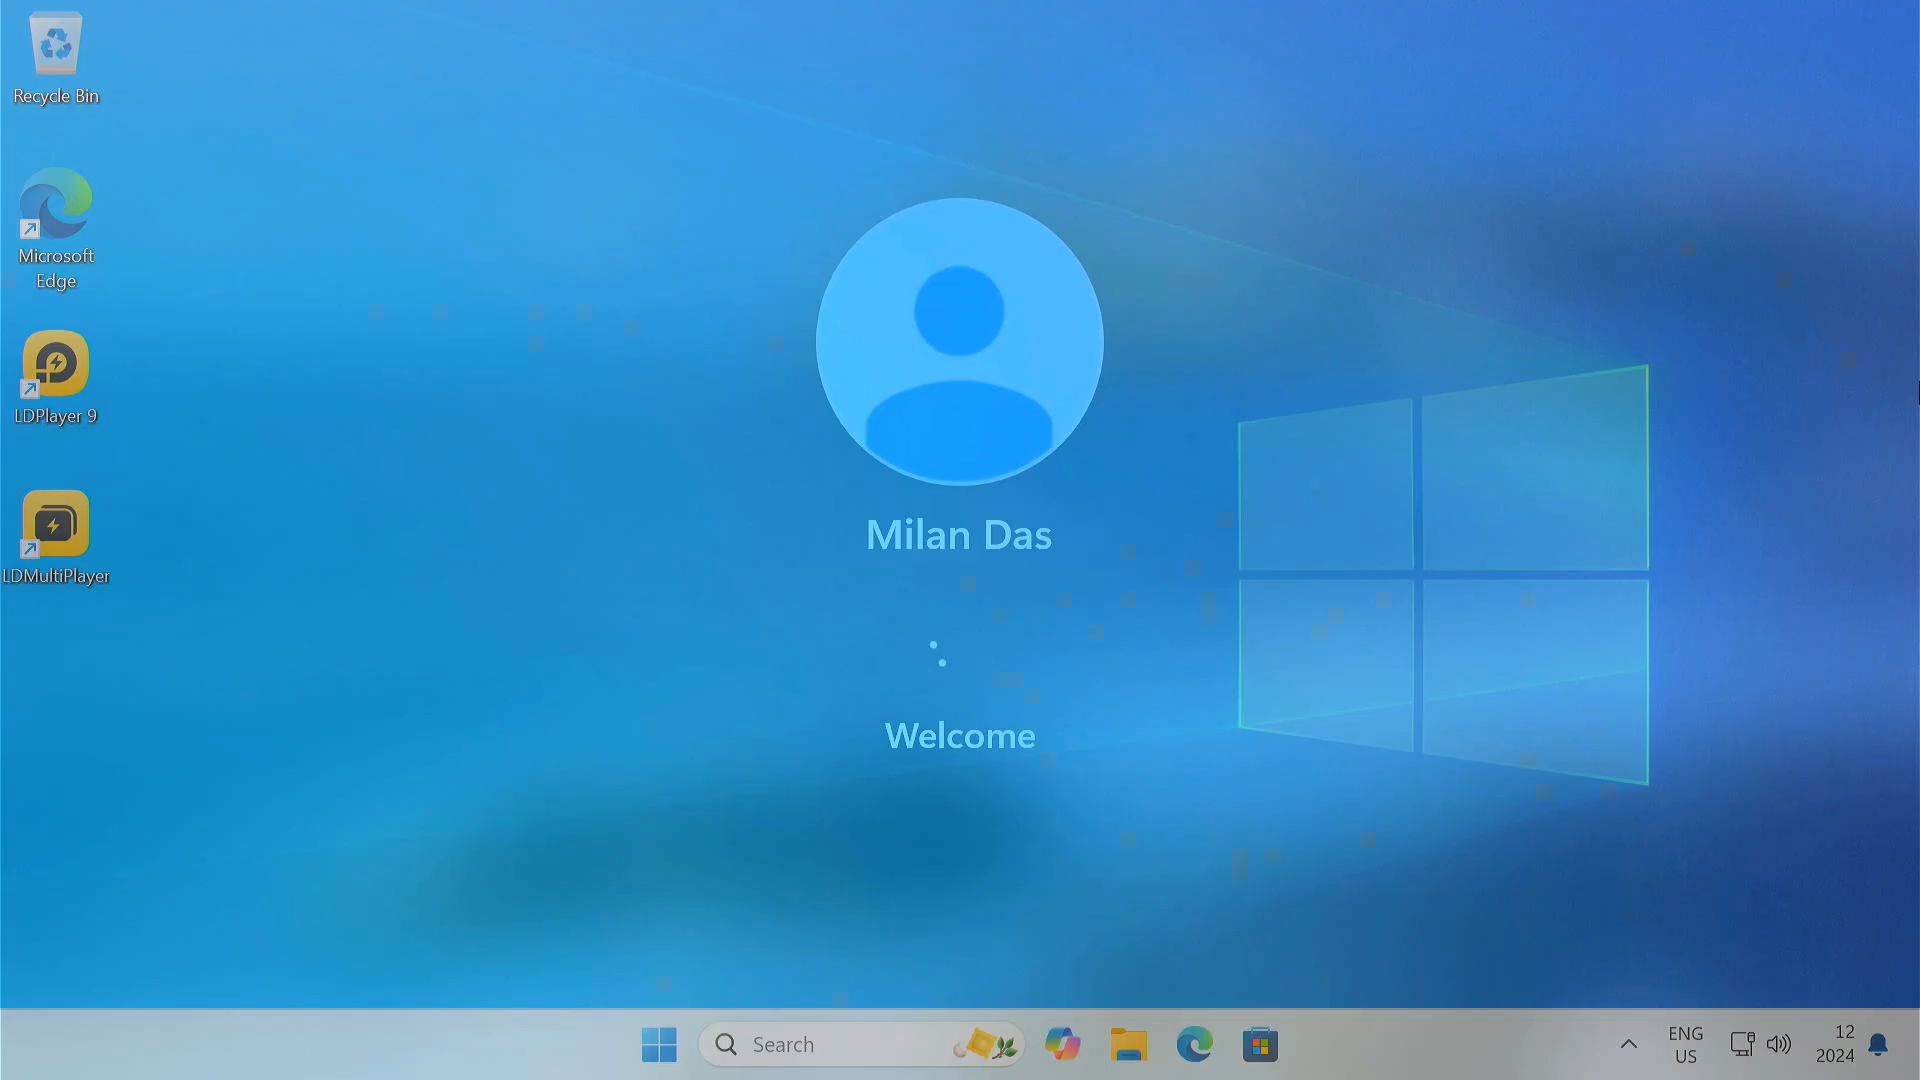 Recycle Bin
Microsoft
Edge
LDPlayer 9
LDMultiPlayer
Milan Das
Welcome
Search
ENG
US
12
2024